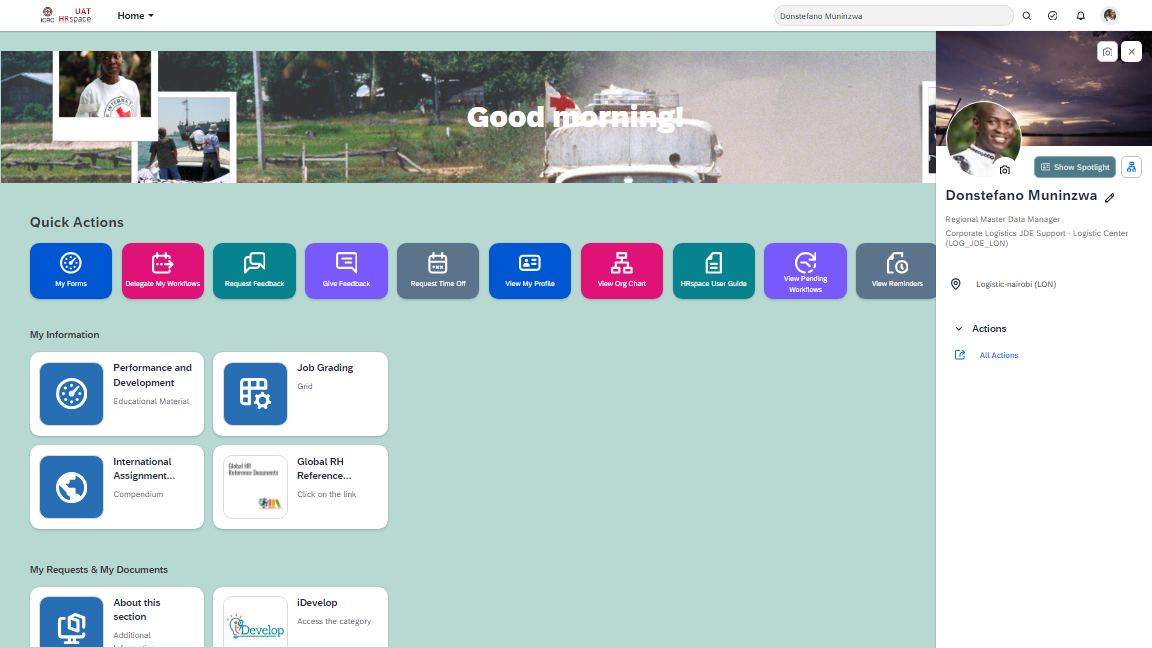 ICRC
UAT
HRspace
Home
Donstefano Muninzwa
Good morning!
Show Spotlight
Donstefano Muninzwa
Regional Master Data Manager
Corporate Logistics JDE Support - Logistic Center
(LOG_JDE_LON)
Logistic-nairobi (LON)
Actions
All Actions
Quick Actions
My Forms
Delegate My Workflows
Request Feedback
Give Feedback
Request Time Off
View My Profile
View Org Chart
HRspace User Guide
View Pending
Workflows
View Reminders
My Information
Performance and
Development
Educational Material
Job Grading
Grid
International
Assignment...
Compendium
Global HR
Reference Documents
Global RH
Reference...
Click on the link
My Requests & My Documents
About this
section
Additional
iDevelop
iDevelop
Access the category